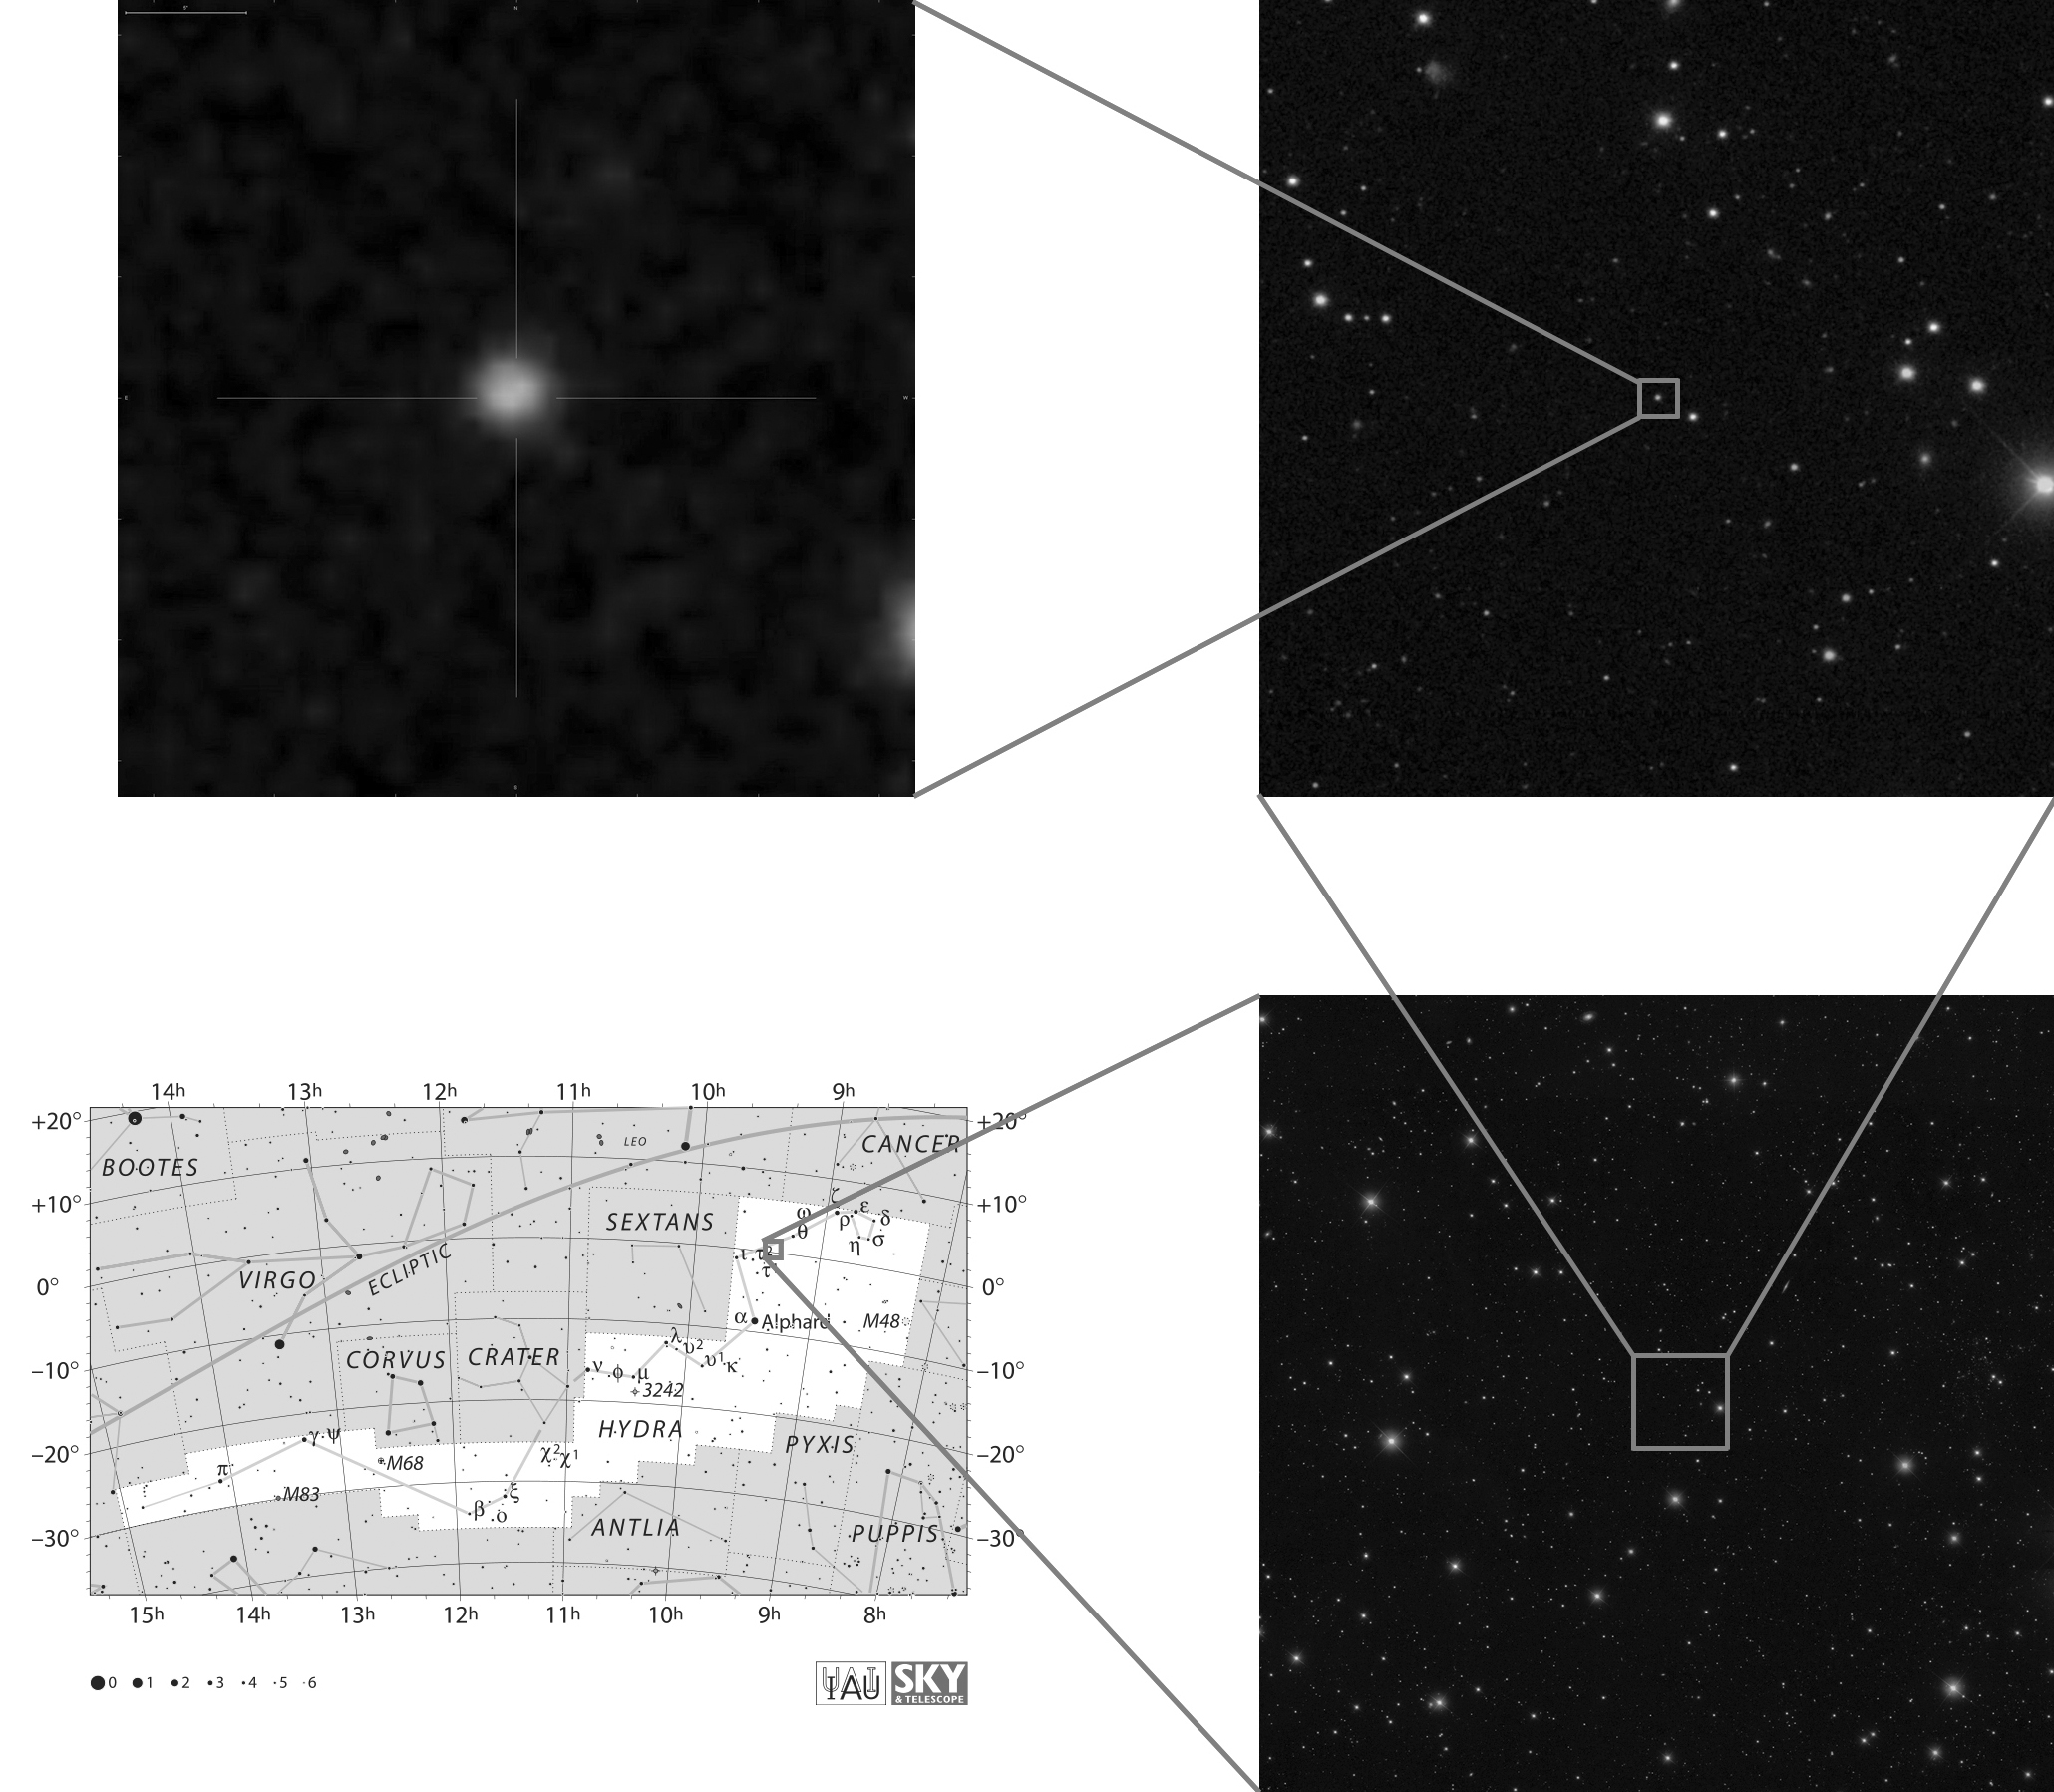 5"
N
E
W
S
14h 13h 12h 11h 10h 9h
+20° +20°
LEO
CANCER
BOOTES
+10° +10°
ζ
ω ρ ε δ
SEXTANS
θ
η σ
ι τ²
τ¹
VIRGO
ECLIPTIC
0° 0°
α Alphard M48
λ υ² υ¹ κ
CORVUS CRATER
ν φ μ
–10° –10°
3242
HYDRA
γ ψ
PYXIS
χ² χ¹
–20° –20°
π
M68
M83
ξ
β ο
ANTLIA
PUPPIS
–30° –30°
15h 14h 13h 12h 11h 10h 9h 8h
0 1 2 3 4 5 6
IAU
SKY
& TELESCOPE